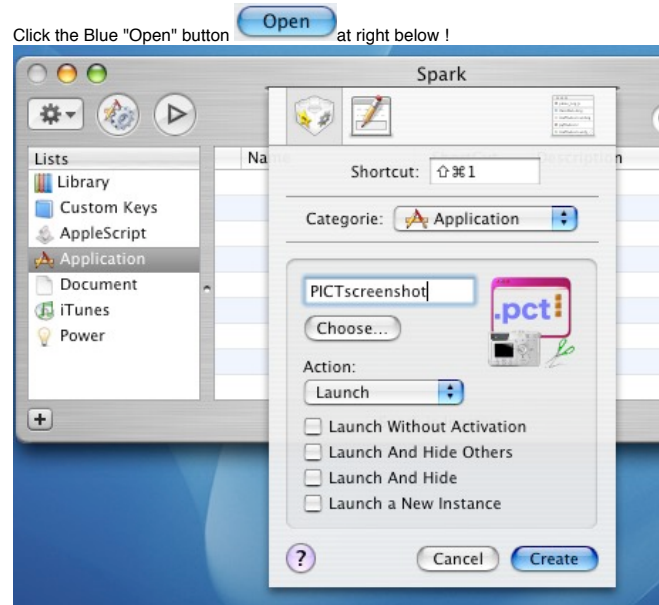 Click the Blue "Open" button Open at right below !
Spark
Lists
Name
n
Library
Custom Keys
AppleScript
Application
Document
iTunes
Power
Shortcut: ⇧⌘1
Categorie: Application
PICTscreenshot
.pct
Choose...
Action:
Launch
Launch Without Activation
Launch And Hide Others
Launch And Hide
Launch a New Instance
?
Cancel
Create